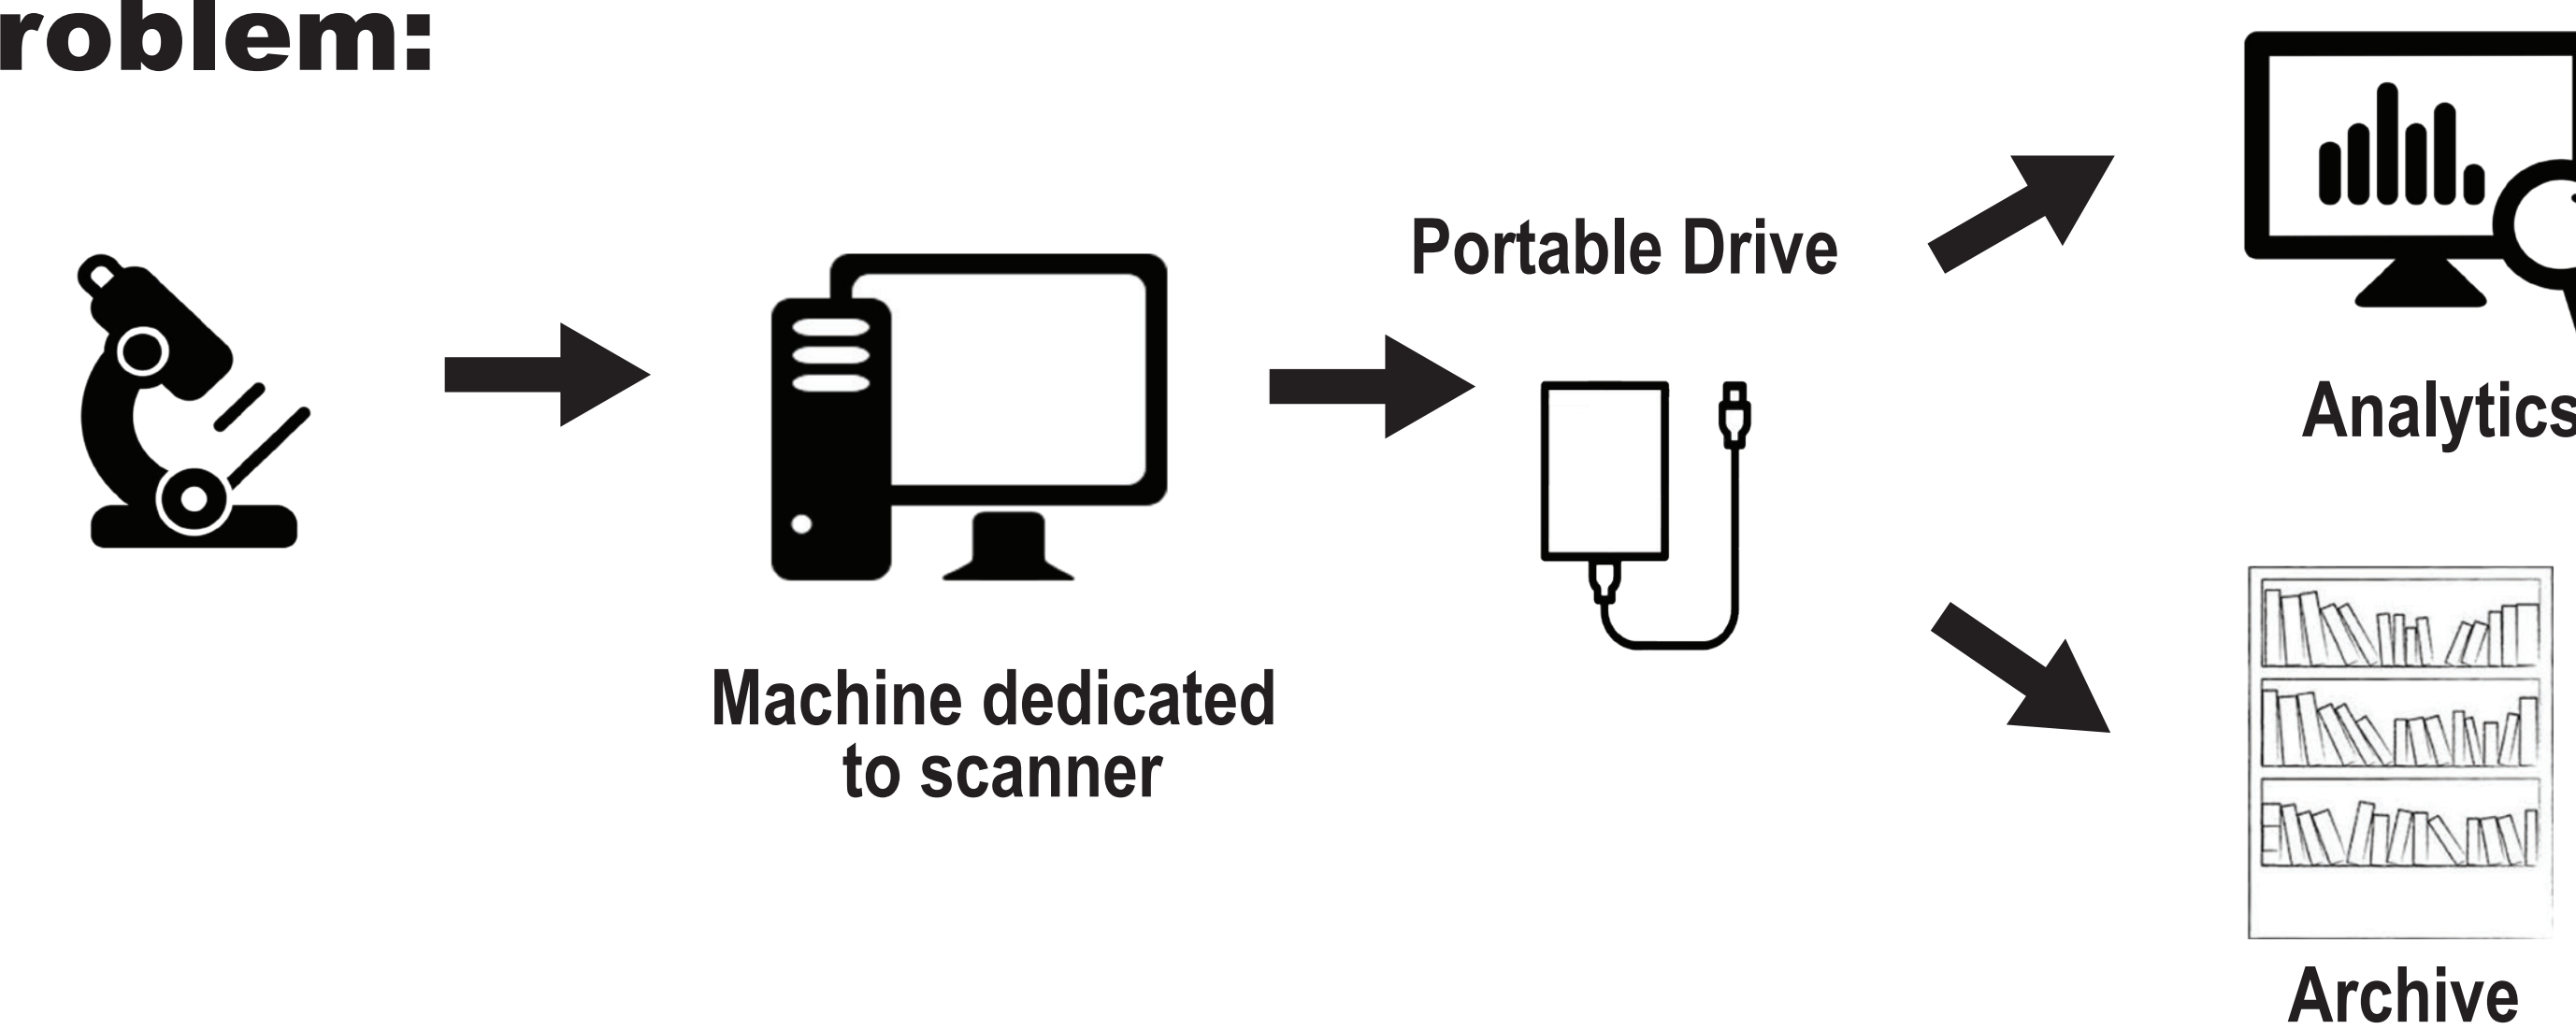 roblem:
Portable Drive
Analytics
Machine dedicated
to scanner
Archive